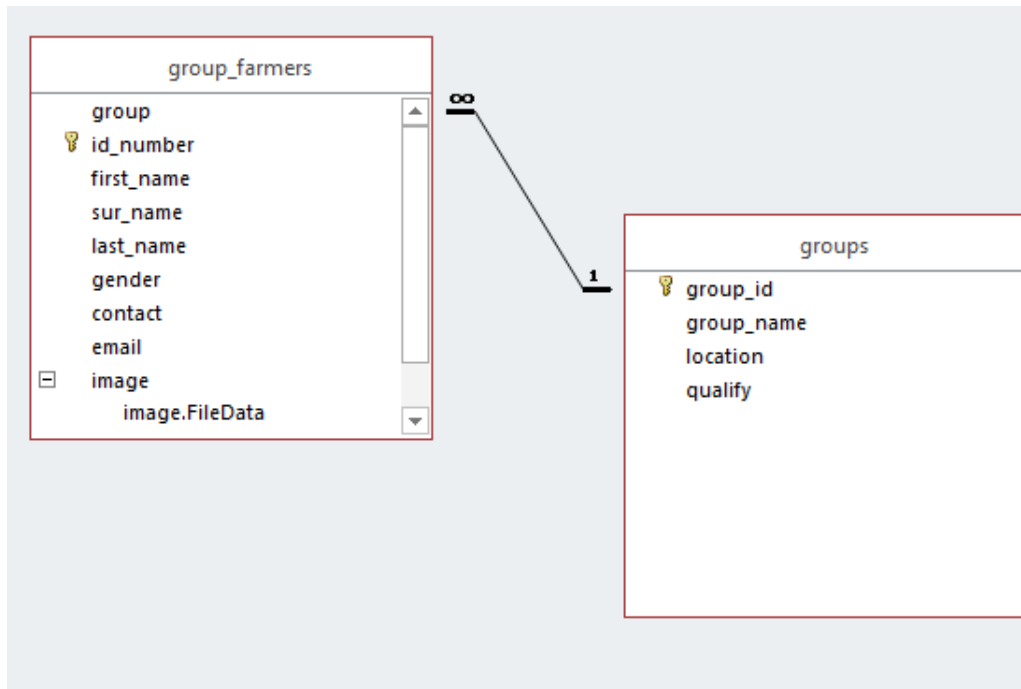 group_farmers
group
id_number
first_name
sur_name
last_name
gender
contact
email
image
image.FileData
∞
1
groups
group_id
group_name
location
qualify